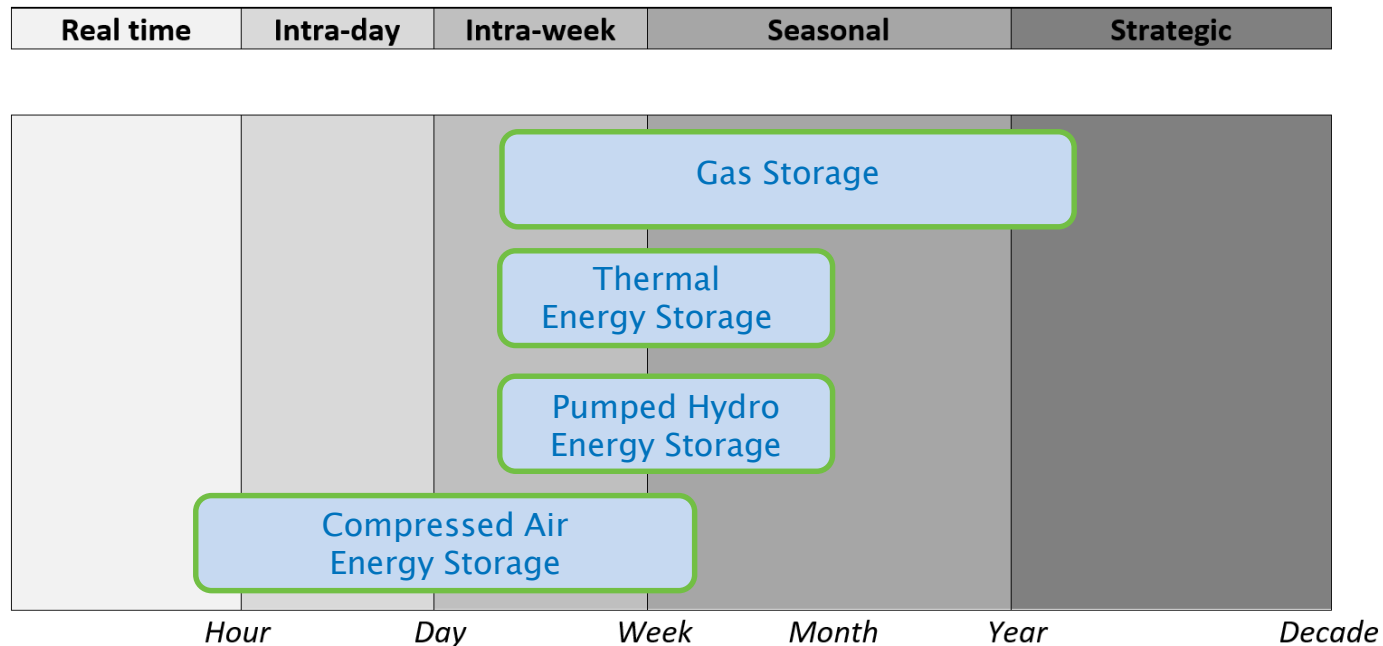 Real time Intra-day Intra-week Seasonal Strategic
Gas Storage
Thermal
Energy Storage
Pumped Hydro
Energy Storage
Compressed Air
Energy Storage
Hour Day Week Month Year Decade